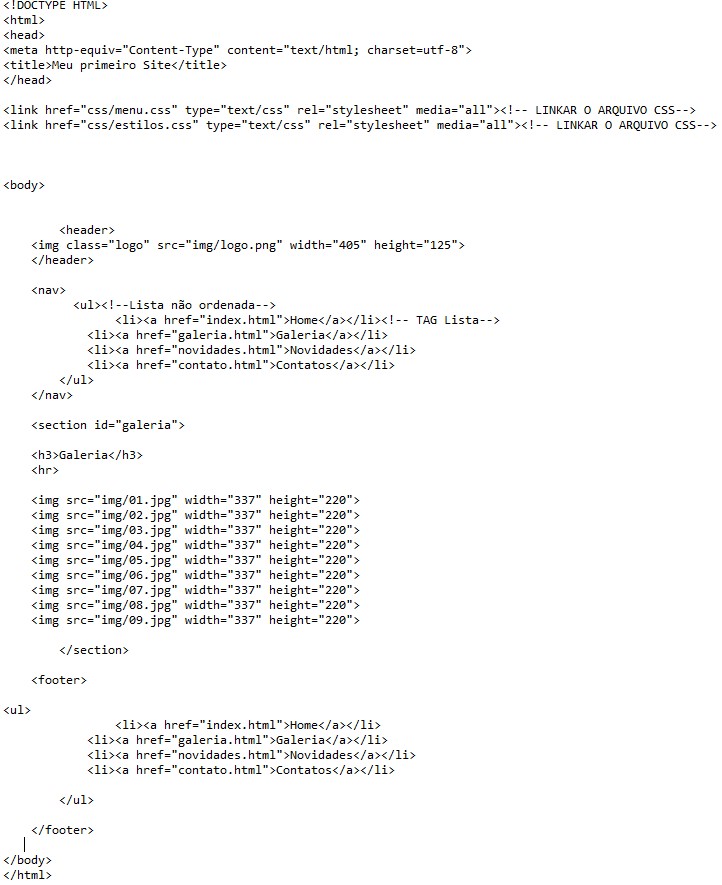 <!DOCTYPE HTML>
<html>
<head>
<meta http-equiv="Content-Type" content="text/html; charset=utf-8">
<title>Meu primeiro Site</title>
</head>
<link href="css/menu.css" type="text/css" rel="stylesheet" media="all"><!-- LINKAR O ARQUIVO CSS-->
<link href="css/estilos.css" type="text/css" rel="stylesheet" media="all"><!-- LINKAR O ARQUIVO CSS-->
<body>
<header>
<img class="logo" src="img/logo.png" width="405" height="125">
</header>
<nav>
<ul><!--Lista não ordenada-->
<li><a href="index.html">Home</a></li><!-- TAG Lista-->
<li><a href="galeria.html">Galeria</a></li>
<li><a href="novidades.html">Novidades</a></li>
<li><a href="contato.html">Contatos</a></li>
</ul>
</nav>
<section id="galeria">
<h3>Galeria</h3>
<hr>
<img src="img/01.jpg" width="337" height="220">
<img src="img/02.jpg" width="337" height="220">
<img src="img/03.jpg" width="337" height="220">
<img src="img/04.jpg" width="337" height="220">
<img src="img/05.jpg" width="337" height="220">
<img src="img/06.jpg" width="337" height="220">
<img src="img/07.jpg" width="337" height="220">
<img src="img/08.jpg" width="337" height="220">
<img src="img/09.jpg" width="337" height="220">
</section>
<footer>
<ul>
<li><a href="index.html">Home</a></li>
<li><a href="galeria.html">Galeria</a></li>
<li><a href="novidades.html">Novidades</a></li>
<li><a href="contato.html">Contatos</a></li>
</ul>
</footer>
</body>
</html>